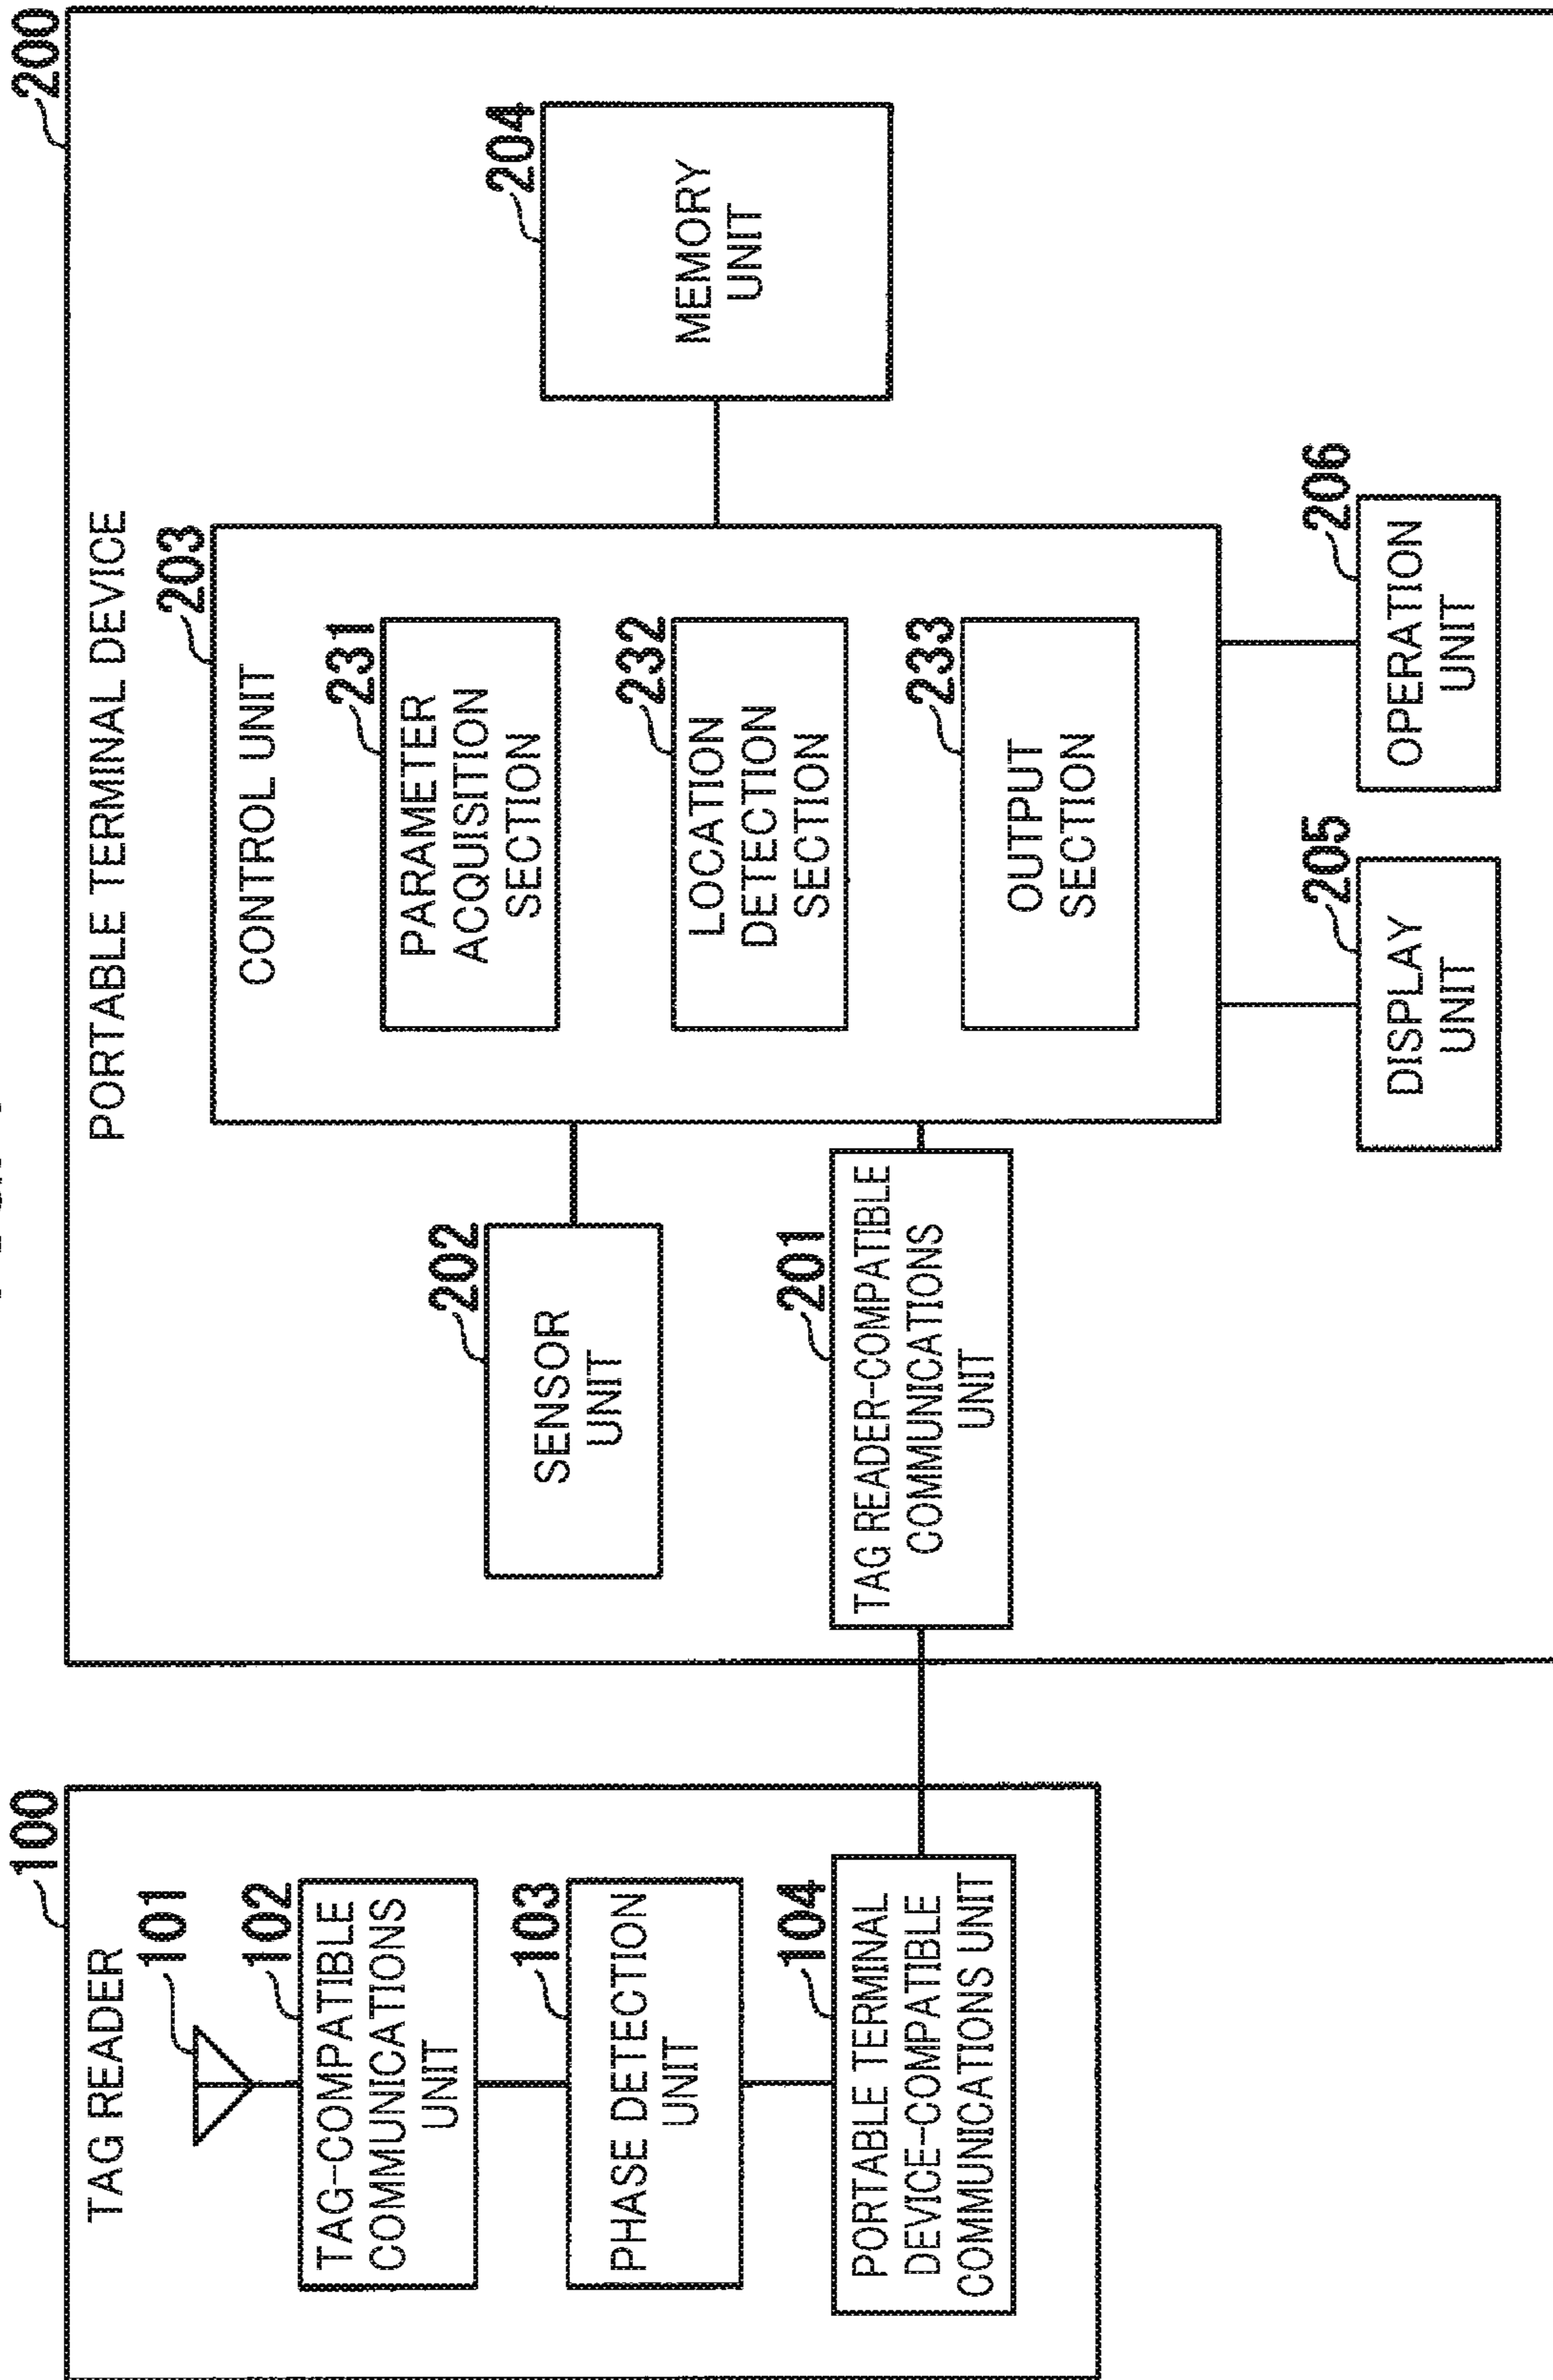 100
TAG READER
101
102
TAG-COMPATIBLE
COMMUNICATIONS
UNIT
103
PHASE DETECTION
UNIT
104
PORTABLE TERMINAL
DEVICE-COMPATIBLE
COMMUNICATIONS UNIT
200
PORTABLE TERMINAL DEVICE
202
SENSOR
UNIT
201
TAG READER-COMPATIBLE
COMMUNICATIONS
UNIT
203
CONTROL UNIT
231
PARAMETER
ACQUISITION
SECTION
232
LOCATION
DETECTION
SECTION
233
OUTPUT
SECTION
204
MEMORY
UNIT
205
DISPLAY
UNIT
206
OPERATION
UNIT